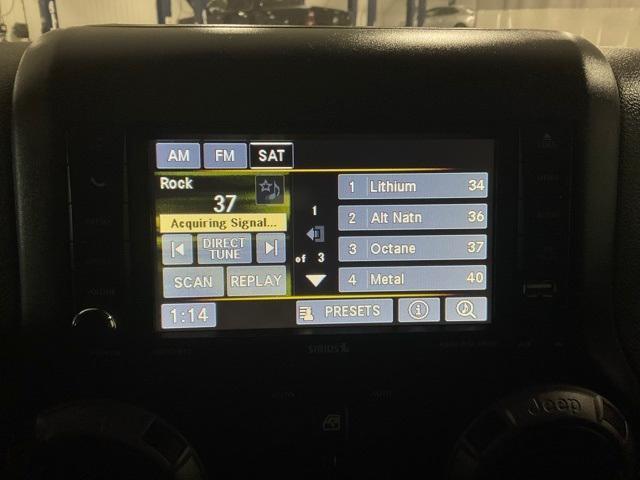 AM FM SAT
Rock
37
Acquiring Signal...
DIRECT
TUNE
SCAN REPLAY
1:14
1
of 3
1 Lithium 34
2 Alt Natn 36
3 Octane 37
4 Metal 40
PRESETS
SIRIUS
Jeep